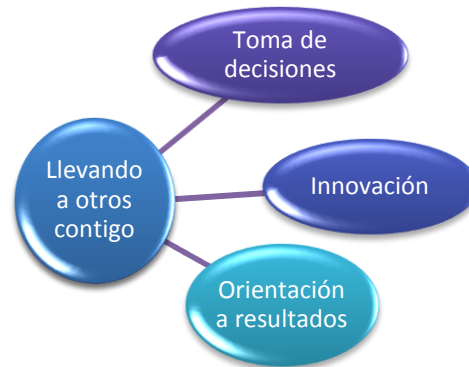 Toma de
decisiones
Llevando
a otros
contigo
Innovación
Orientación
a resultados